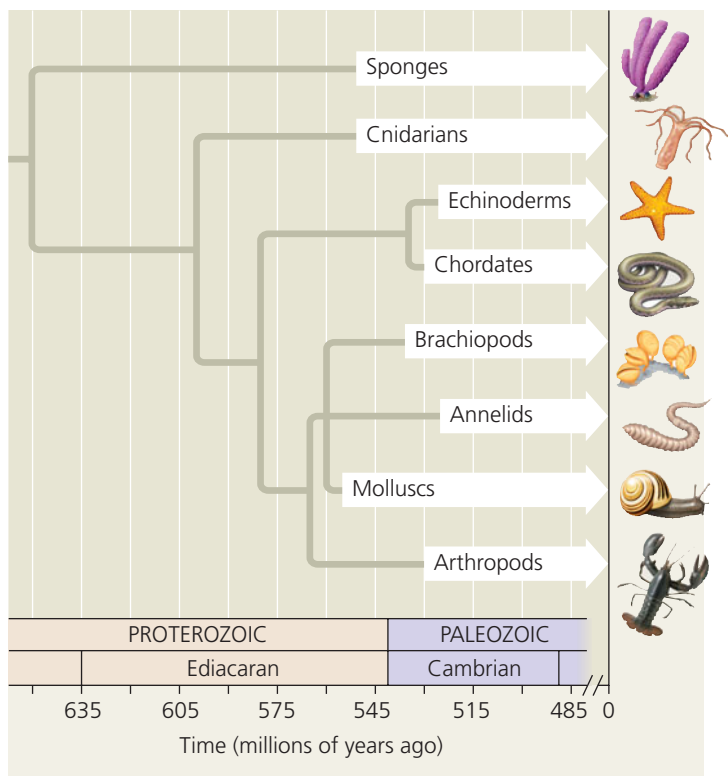 Sponges
Cnidarians
Echinoderms
Chordates
Brachiopods
Annelids
Molluscs
Arthropods
PROTEROZOIC PALEOZOIC
Ediacaran Cambrian
635 605 575 545 515 485 0
Time (millions of years ago)